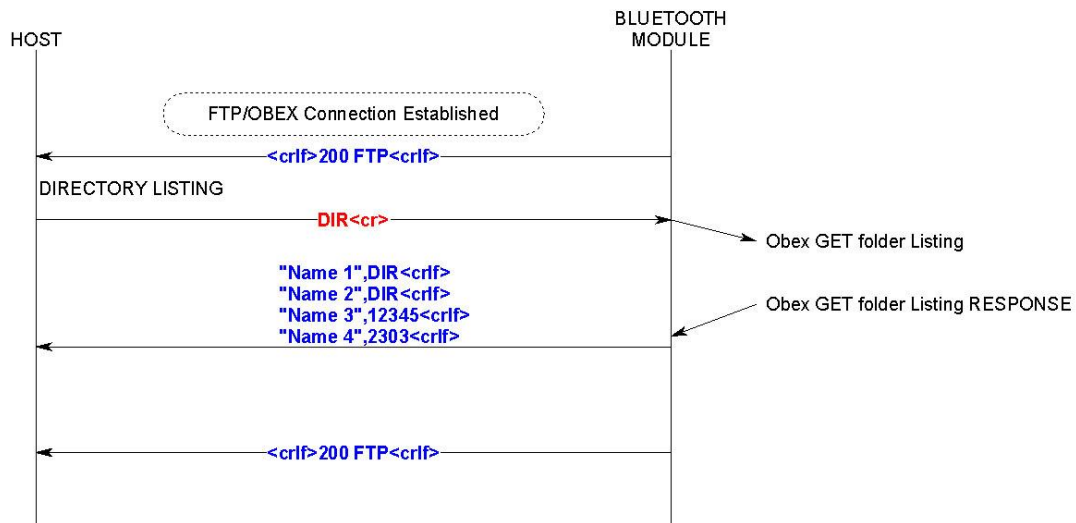 HOST
BLUETOOTH
MODULE
FTP/OBEX Connection Established
<crlf>200 FTP<crlf>
DIRECTORY LISTING
DIR<cr>
Obex GET folder Listing
"Name 1",DIR<crlf>
"Name 2",DIR<crlf>
"Name 3",12345<crlf>
"Name 4",2303<crlf>
Obex GET folder Listing RESPONSE
<crlf>200 FTP<crlf>